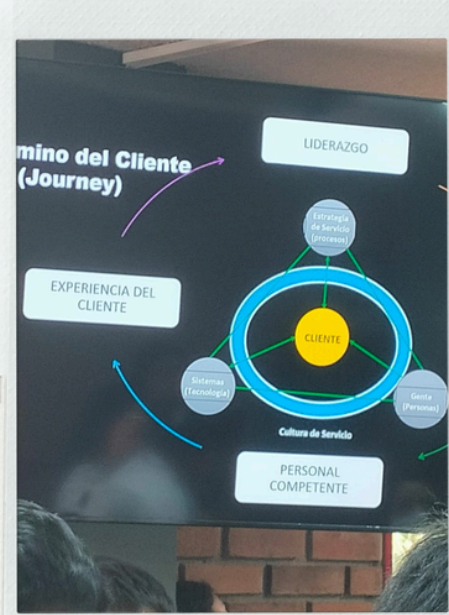 mino del Cliente
(Journey)
LIDERAZGO
Estrategia
de Servicio
(procesos)
EXPERIENCIA DEL
CLIENTE
CLIENTE
Sistemas
(Tecnología)
Gente
(Personas)
Cultura de Servicio
PERSONAL
COMPETENTE